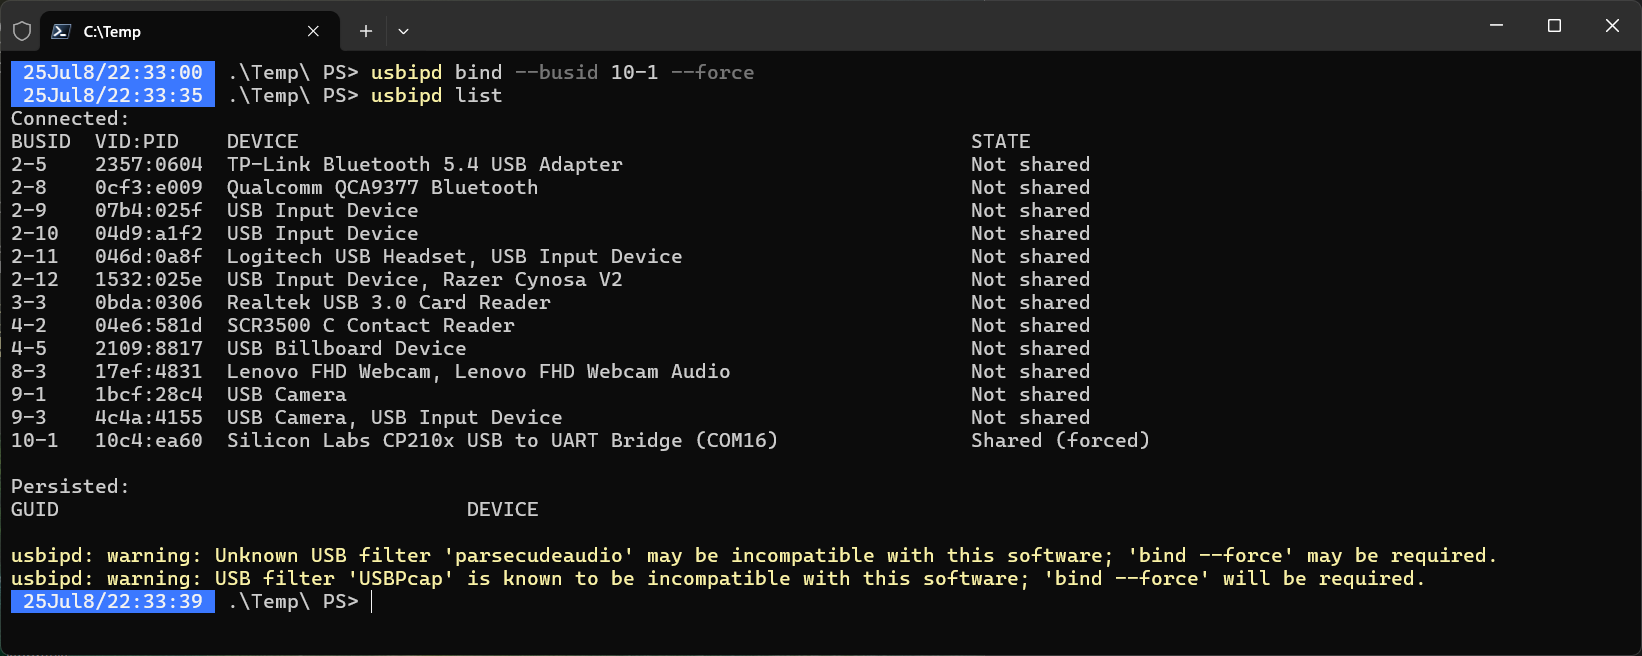 C:\Temp
25Jul8/22:33:00 .\Temp\ PS> usbipd bind --busid 10-1 --force
25Jul8/22:33:35 .\Temp\ PS> usbipd list
Connected:
BUSID  VID:PID    DEVICE                                                        STATE
2-5    2357:0604  TP-Link Bluetooth 5.4 USB Adapter                             Not shared
2-8    0cf3:e009  Qualcomm QCA9377 Bluetooth                                    Not shared
2-9    07b4:025f  USB Input Device                                              Not shared
2-10   04d9:a1f2  USB Input Device                                              Not shared
2-11   046d:0a8f  Logitech USB Headset, USB Input Device                        Not shared
2-12   1532:025e  USB Input Device, Razer Cynosa V2                             Not shared
3-3    0bda:0306  Realtek USB 3.0 Card Reader                                   Not shared
4-2    04e6:581d  SCR3500 C Contact Reader                                      Not shared
4-5    2109:8817  USB Billboard Device                                          Not shared
8-3    17ef:4831  Lenovo FHD Webcam, Lenovo FHD Webcam Audio                    Not shared
9-1    1bcf:28c4  USB Camera                                                    Not shared
9-3    4c4a:4155  USB Camera, USB Input Device                                  Not shared
10-1   10c4:ea60  Silicon Labs CP210x USB to UART Bridge (COM16)                Shared (forced)
Persisted:
GUID                                  DEVICE
usbipd: warning: Unknown USB filter 'parsecudeaudio' may be incompatible with this software; 'bind --force' may be required.
usbipd: warning: USB filter 'USBPcap' is known to be incompatible with this software; 'bind --force' will be required.
25Jul8/22:33:39 .\Temp\ PS>